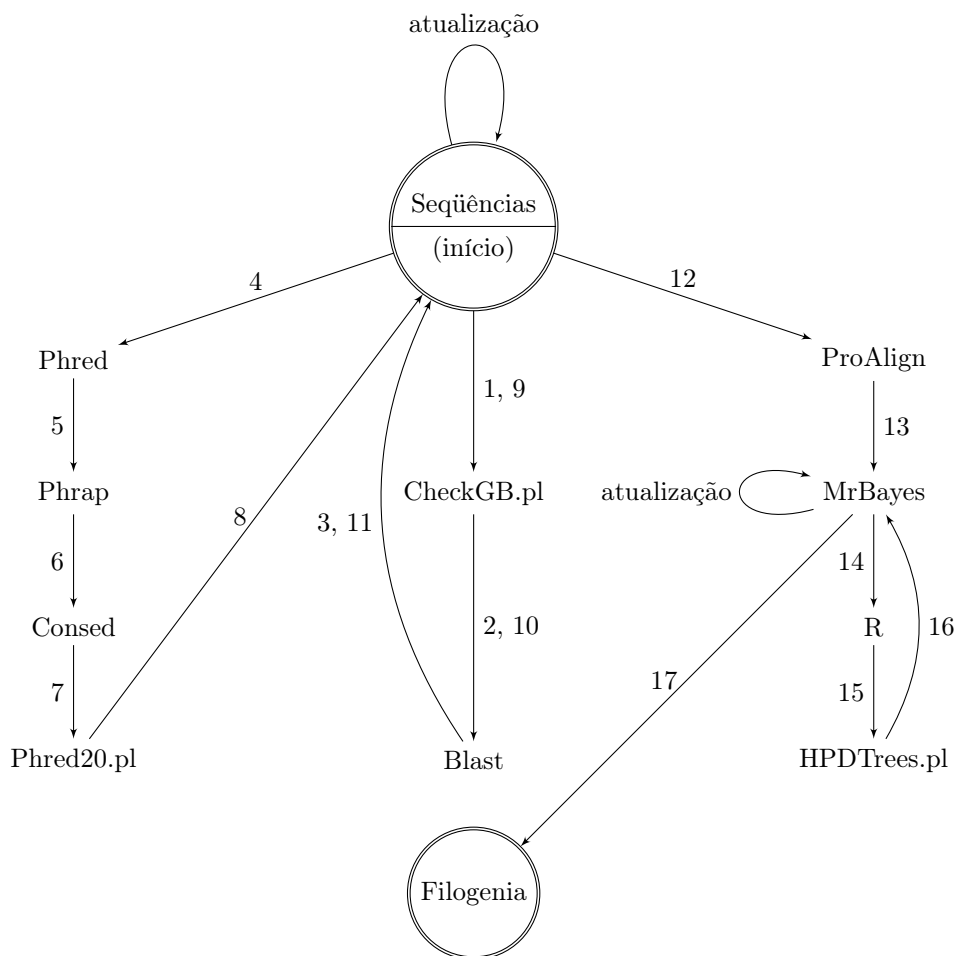 atualização
Seqüências
(início)
4
12
Phred
ProAlign
1, 9
5
13
Phrap
CheckGB.pl
atualização
MrBayes
8
3, 11
6
14
Consed
2, 10
R
16
7
17
15
Phred20.pl
Blast
HPDTrees.pl
Filogenia